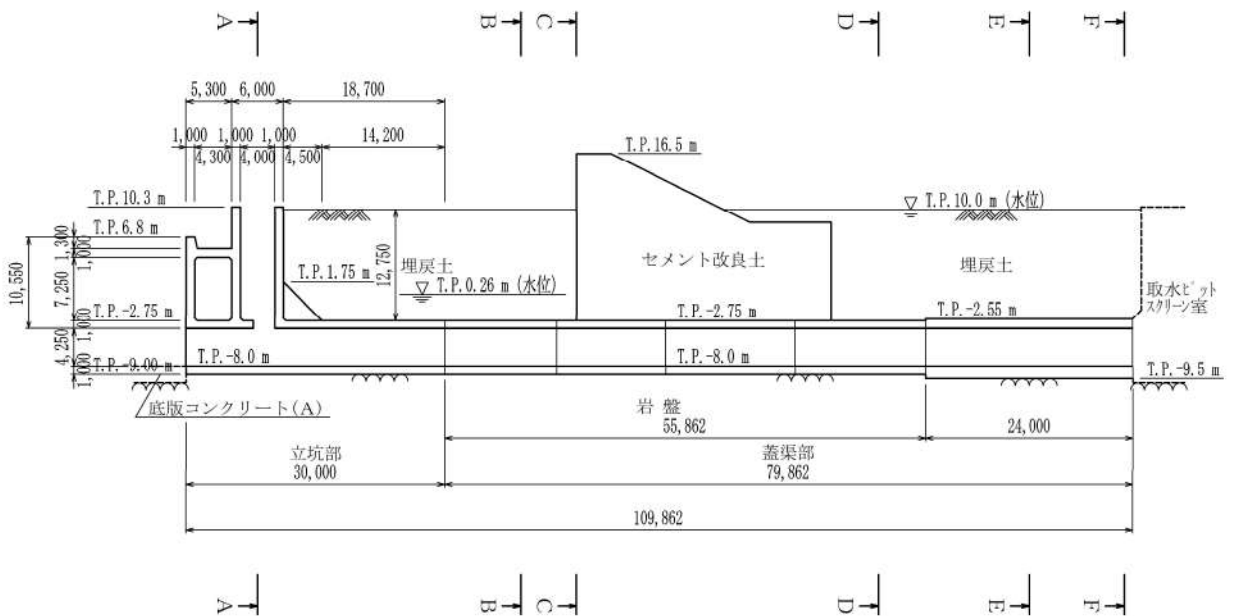 A A
B B
C C
D D
E E
F F
5,300 6,000 18,700
1,000 1,000 1,000 14,200
4,300 4,000 4,500
T.P.16.5 m
T.P.10.3 m
T.P.10.0 m (水位)
T.P.6.8 m
1,300
1,000
10,550
7,250
12,750
埋戻土
セメント改良土
埋戻土
T.P.1.75 m
T.P.0.26 m (水位)
取水ピット
スクリーン室
T.P.-2.75 m
T.P.-2.75 m
T.P.-2.55 m
1,000
4,250
T.P.-8.0 m
T.P.-8.0 m
T.P.-9.00 m
1,000
T.P.-9.5 m
底版コンクリート(A)
岩盤
55,862
24,000
立坑部
30,000
蓋渠部
79,862
109,862